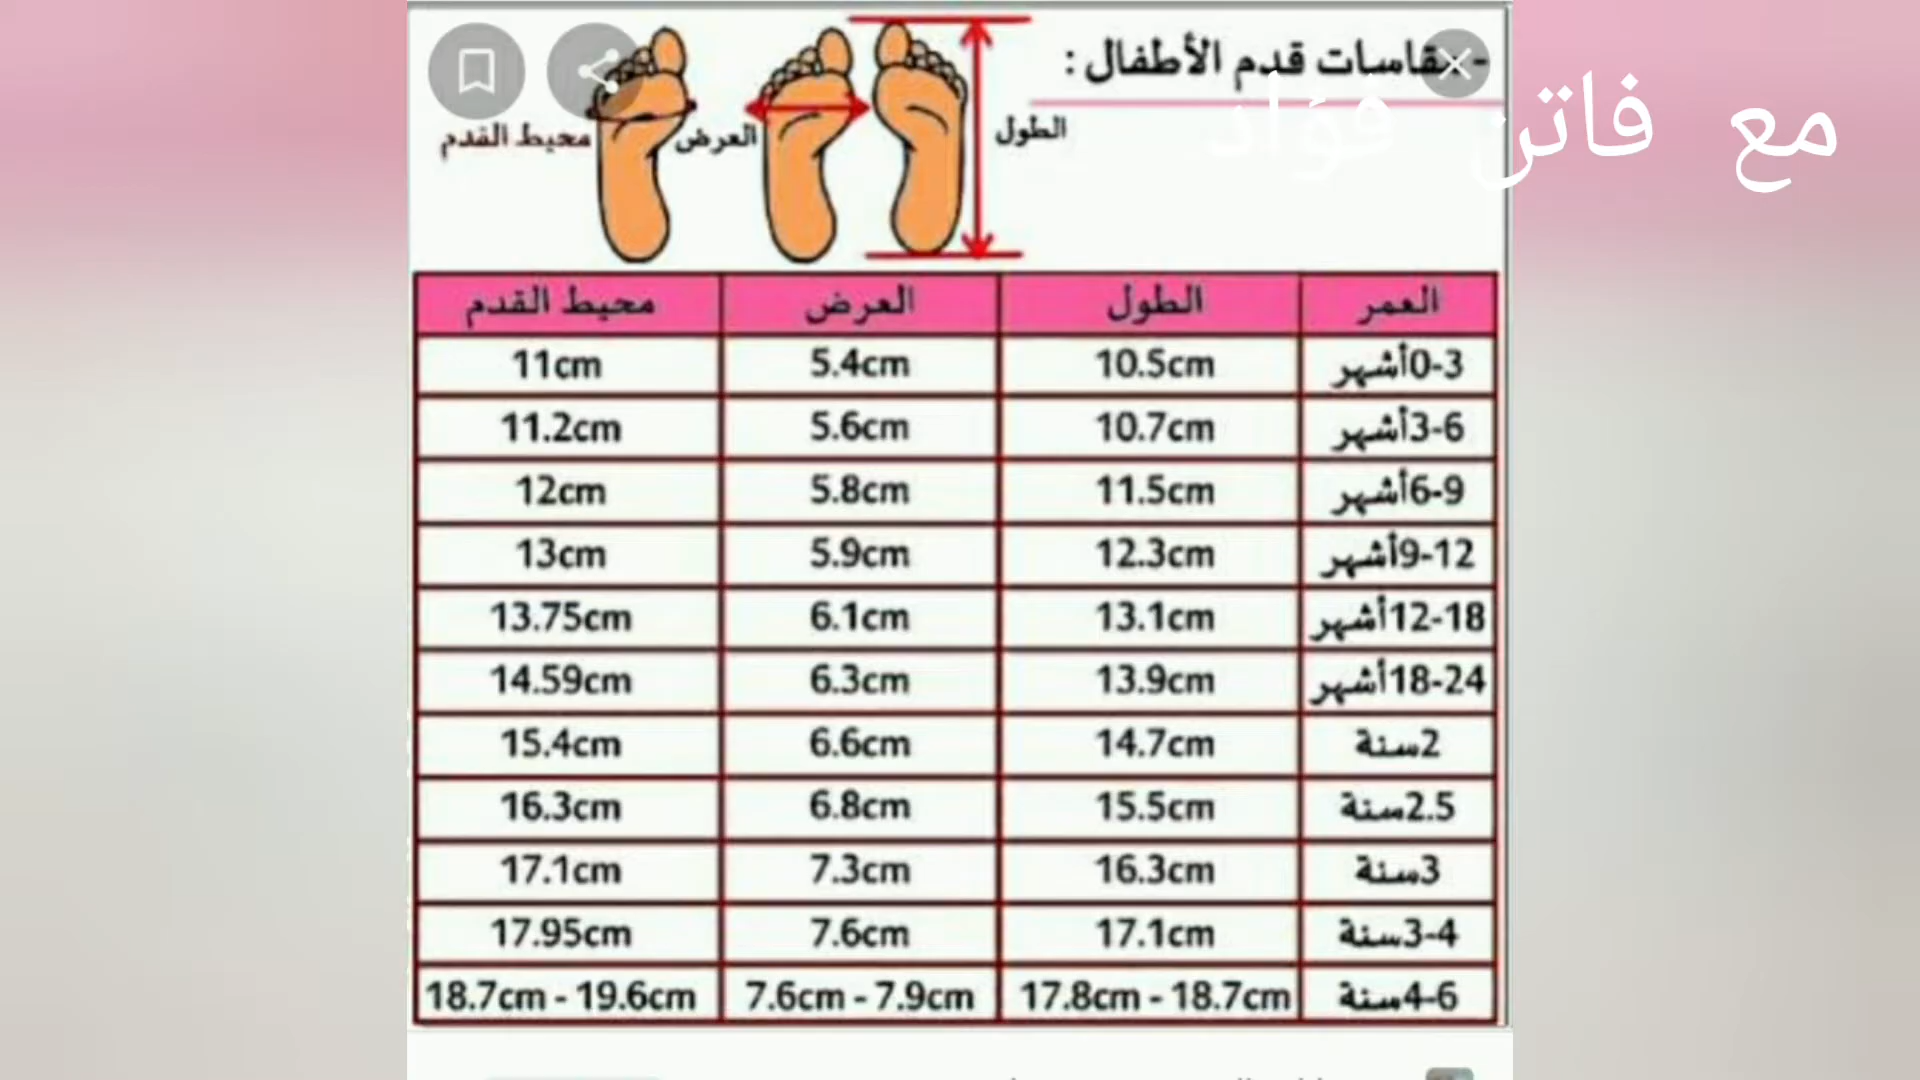 - مقاسات قدم الأطفال :
مع فاتن فؤاد
الطول
العرض
محيط القدم
العمر الطول العرض محيط القدم
0-3أشهر 10.5cm 5.4cm 11cm
3-6أشهر 10.7cm 5.6cm 11.2cm
6-9أشهر 11.5cm 5.8cm 12cm
9-12أشهر 12.3cm 5.9cm 13cm
12-18أشهر 13.1cm 6.1cm 13.75cm
18-24أشهر 13.9cm 6.3cm 14.59cm
2سنة 14.7cm 6.6cm 15.4cm
2.5سنة 15.5cm 6.8cm 16.3cm
3سنة 16.3cm 7.3cm 17.1cm
3-4سنة 17.1cm 7.6cm 17.95cm
4-6سنة 17.8cm - 18.7cm 7.6cm - 7.9cm 18.7cm - 19.6cm